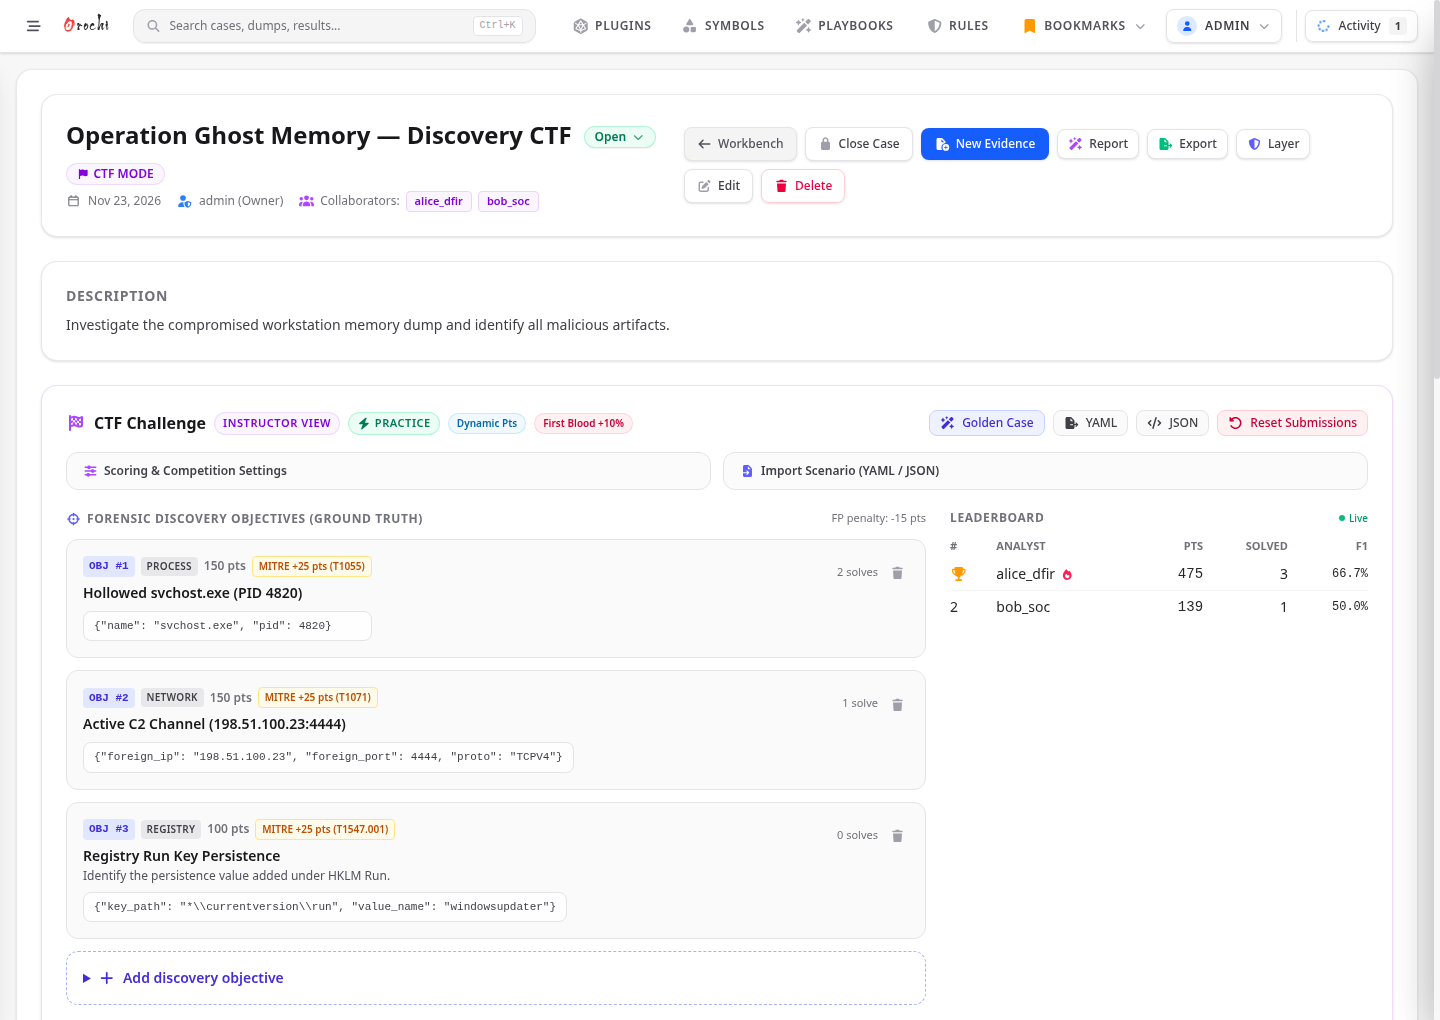 Orochi
Search cases, dumps, results...
Ctrl+K
PLUGINS
SYMBOLS
PLAYBOOKS
RULES
BOOKMARKS
ADMIN
Activity 1
Operation Ghost Memory — Discovery CTF
Open
CTF MODE
Nov 23, 2026
admin (Owner)
Collaborators: alice_dfir bob_soc
Workbench
Close Case
New Evidence
Report
Export
Layer
Edit
Delete
DESCRIPTION
Investigate the compromised workstation memory dump and identify all malicious artifacts.
CTF Challenge
INSTRUCTOR VIEW
PRACTICE
Dynamic Pts
First Blood +10%
Golden Case
YAML
JSON
Reset Submissions
Scoring & Competition Settings
Import Scenario (YAML / JSON)
FORENSIC DISCOVERY OBJECTIVES (GROUND TRUTH)
FP penalty: -15 pts
OBJ #1 PROCESS 150 pts MITRE +25 pts (T1055)
2 solves
Hollowed svchost.exe (PID 4820)
{"name": "svchost.exe", "pid": 4820}
OBJ #2 NETWORK 150 pts MITRE +25 pts (T1071)
1 solve
Active C2 Channel (198.51.100.23:4444)
{"foreign_ip": "198.51.100.23", "foreign_port": 4444, "proto": "TCPV4"}
OBJ #3 REGISTRY 100 pts MITRE +25 pts (T1547.001)
0 solves
Registry Run Key Persistence
Identify the persistence value added under HKLM Run.
{"key_path": "*\\currentversion\\run", "value_name": "windowsupdater"}
Add discovery objective
LEADERBOARD
Live
# ANALYST PTS SOLVED F1
alice_dfir 475 3 66.7%
2 bob_soc 139 1 50.0%